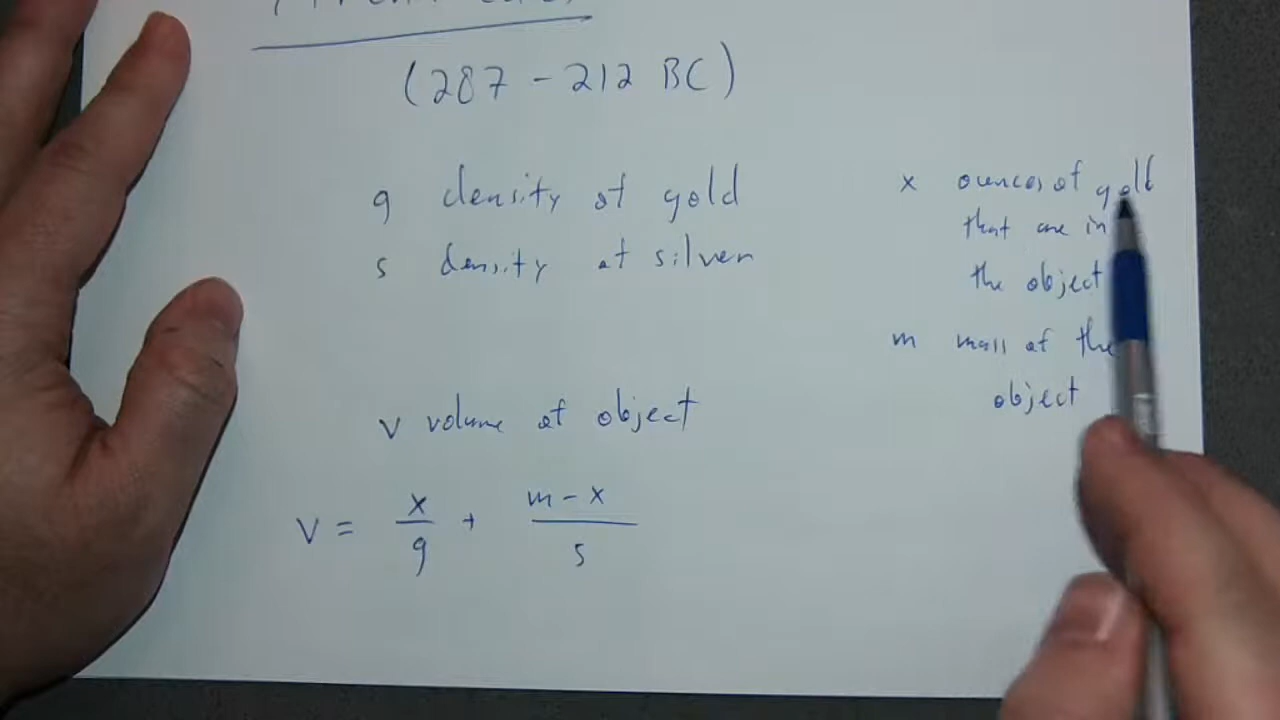 (287 - 212 BC)
g density of gold
s density of silver
x ounces of gold
that are in
the object
m mass of the
object
v volume of object
V = x/g + (m - x)/s